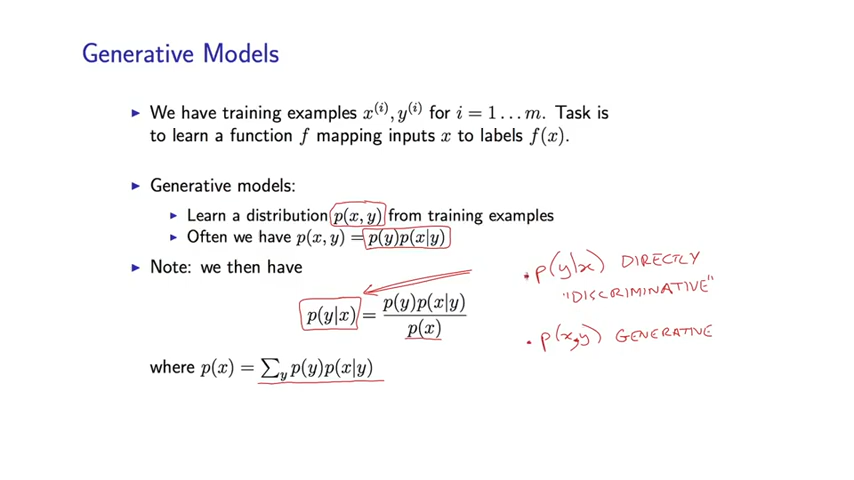 Generative Models
▶ We have training examples x^(i), y^(i) for i = 1 . . . m. Task is
to learn a function f mapping inputs x to labels f(x).
▶ Generative models:
▶ Learn a distribution p(x, y) from training examples
▶ Often we have p(x, y) = p(y)p(x|y)
▶ Note: we then have
p(y|x) = p(y)p(x|y) / p(x)
where p(x) = ∑_y p(y)p(x|y)
• p(y|x) DIRECTLY
"DISCRIMINATIVE"
• p(x,y) GENERATIVE